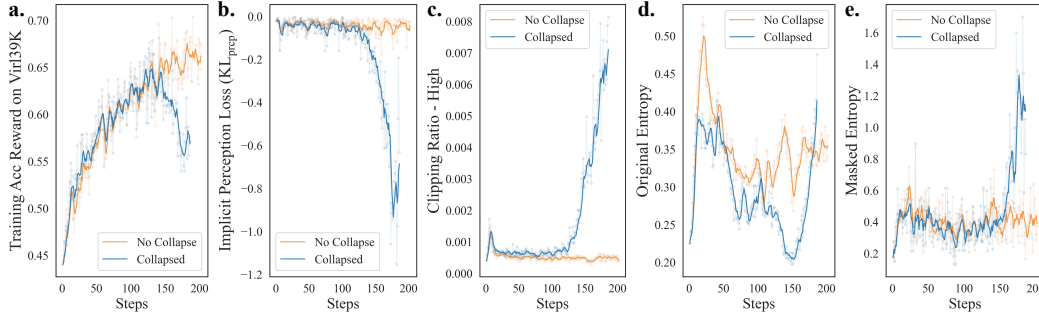 a.
Training Acc Reward on Virl39K
0.70
0.65
0.60
0.55
0.50
0.45
No Collapse
Collapsed
0
50
100
150
200
Steps
b.
Implicit Perception Loss (KL_prcp)
0.0
−0.2
−0.4
−0.6
−0.8
−1.0
−1.2
No Collapse
Collapsed
0
50
100
150
200
Steps
c.
Clipping Ratio - High
0.008
0.007
0.006
0.005
0.004
0.003
0.002
0.001
0.000
No Collapse
Collapsed
0
50
100
150
200
Steps
d.
Original Entropy
0.50
0.45
0.40
0.35
0.30
0.25
0.20
No Collapse
Collapsed
0
50
100
150
200
Steps
e.
Masked Entropy
1.6
1.4
1.2
1.0
0.8
0.6
0.4
0.2
No Collapse
Collapsed
0
50
100
150
200
Steps